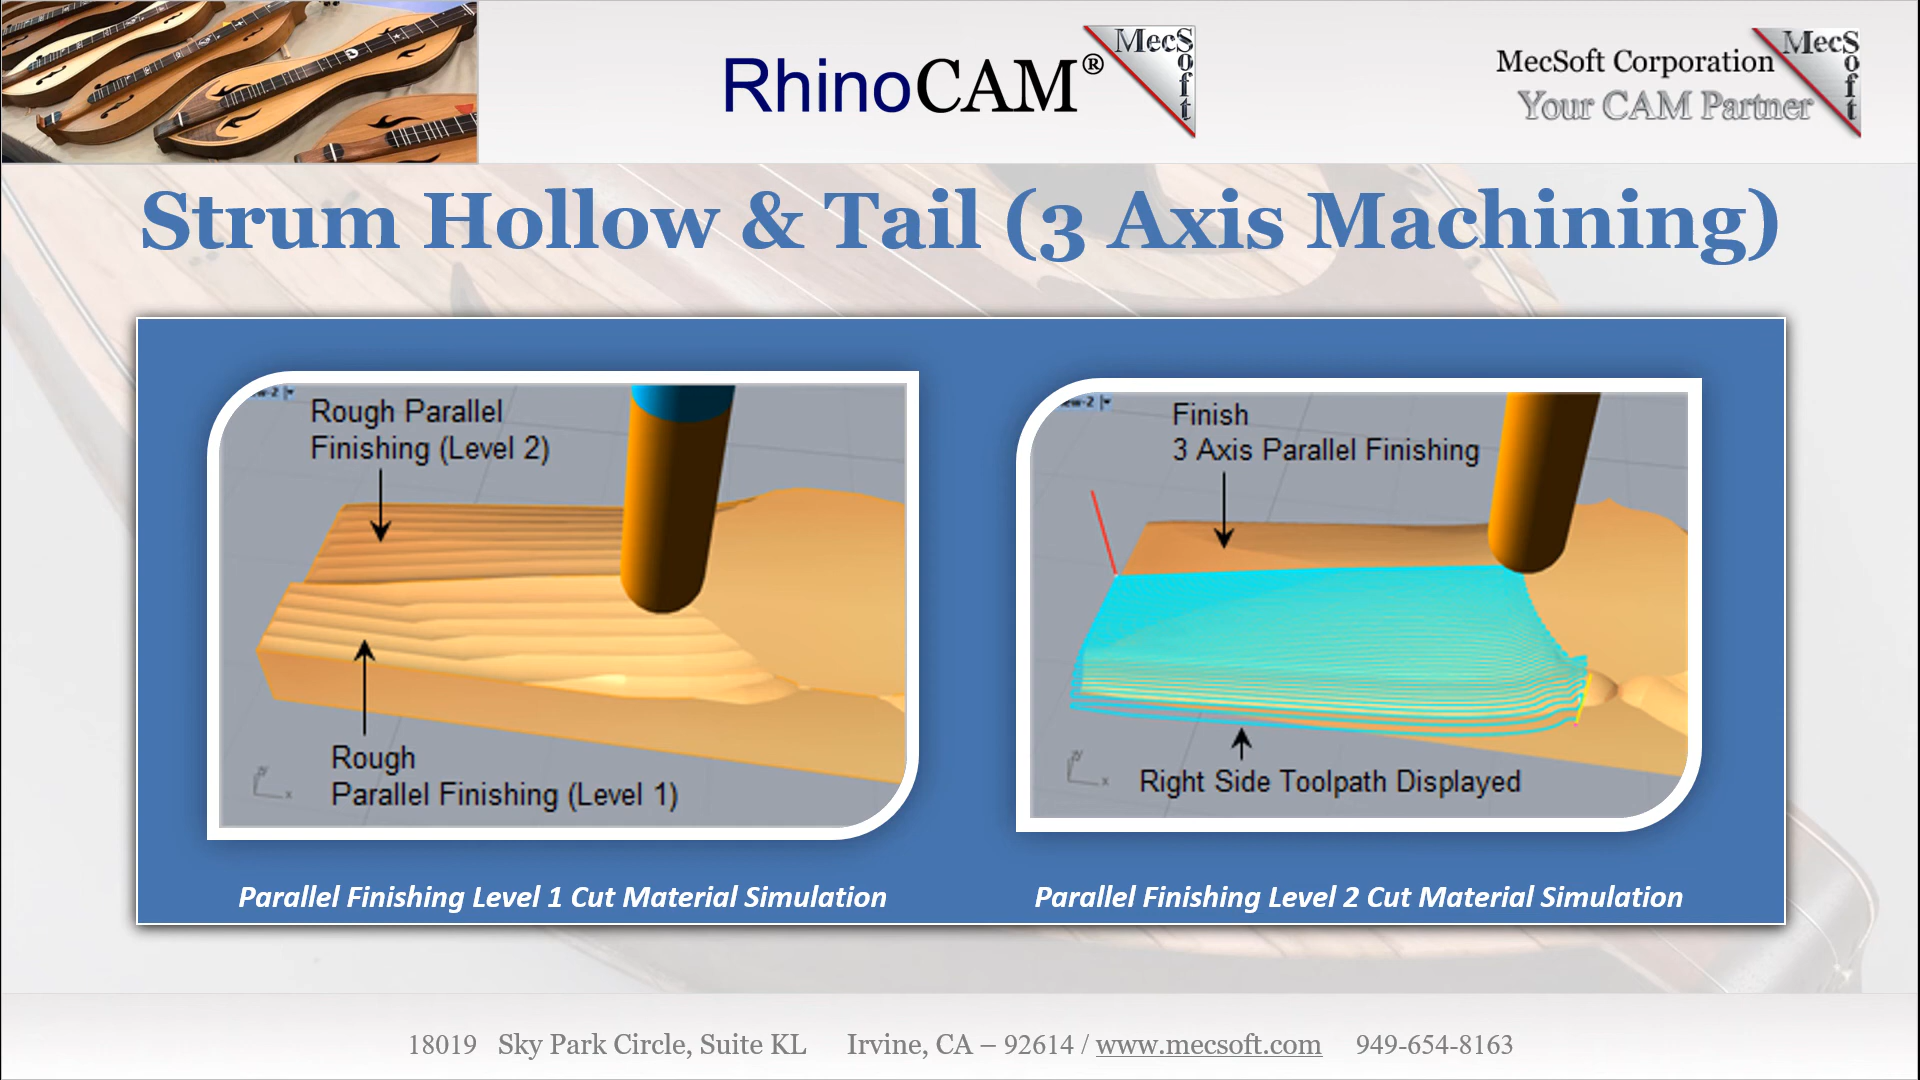 RhinoCAM®
MecSoft
MecSoft Corporation
MecSoft
Your CAM Partner
Strum Hollow & Tail (3 Axis Machining)
Rough Parallel
Finishing (Level 2)
Rough
Parallel Finishing (Level 1)
Parallel Finishing Level 1 Cut Material Simulation
Finish
3 Axis Parallel Finishing
Right Side Toolpath Displayed
Parallel Finishing Level 2 Cut Material Simulation
18019 Sky Park Circle, Suite KL Irvine, CA – 92614 / www.mecsoft.com 949-654-8163